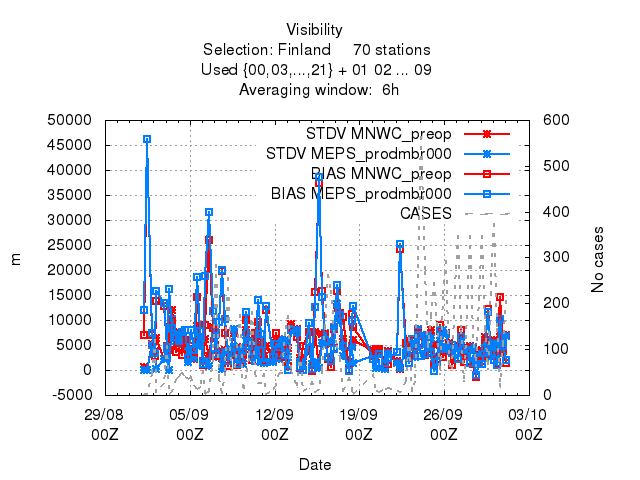 Visibility
Selection: Finland     70 stations
Used {00,03,...,21} + 01 02 ... 09
Averaging window:  6h
50000
45000
40000
35000
30000
25000
20000
15000
10000
5000
0
-5000
m
600
500
400
300
200
100
0
No cases
STDV MNWC_preop
STDV MEPS_prodmbr000
BIAS MNWC_preop
BIAS MEPS_prodmbr000
CASES
29/08 05/09 12/09 19/09 26/09 03/10
00Z 00Z 00Z 00Z 00Z 00Z
Date